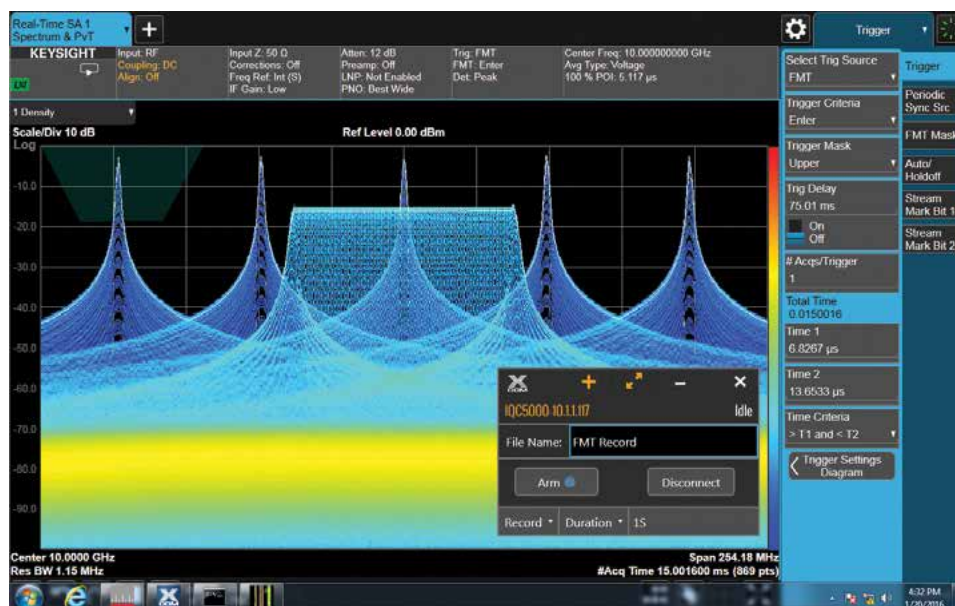 Real-Time SA 1
Spectrum & PvT
+
Trigger
KEYSIGHT
LXI
Input: RF
Coupling: DC
Align: Off
Input Z: 50 Ω
Corrections: Off
Freq Ref: Int (S)
IF Gain: Low
Atten: 12 dB
Preamp: Off
LNP: Not Enabled
PNO: Best Wide
Trig: FMT
FMT: Enter
Det: Peak
Center Freq: 10.000000000 GHz
Avg Type: Voltage
100 % POI: 5.117 µs
1 Density
Scale/Div 10 dB
Ref Level 0.00 dBm
Log
-10.0
-20.0
-30.0
-40.0
-50.0
-60.0
-70.0
-80.0
-90.0
Center 10.0000 GHz
Res BW 1.15 MHz
Span 254.18 MHz
#Acq Time 15.001600 ms (869 pts)
IQC5000-10.1.1.117
Idle
File Name: FMT Record
Arm
Disconnect
Record
Duration
1S
Select Trig Source
FMT
Trigger Criteria
Enter
Trigger Mask
Upper
Trig Delay
75.01 ms
On
Off
# Acqs/Trigger
1
Total Time
0.0150016
Time 1
6.8267 µs
Time 2
13.6533 µs
Time Criteria
> T1 and < T2
Trigger Settings
Diagram
Trigger
Periodic
Sync Src
FMT Mask
Auto/
Holdoff
Stream
Mark Bit 1
Stream
Mark Bit 2
4:32 PM
1/20/2016